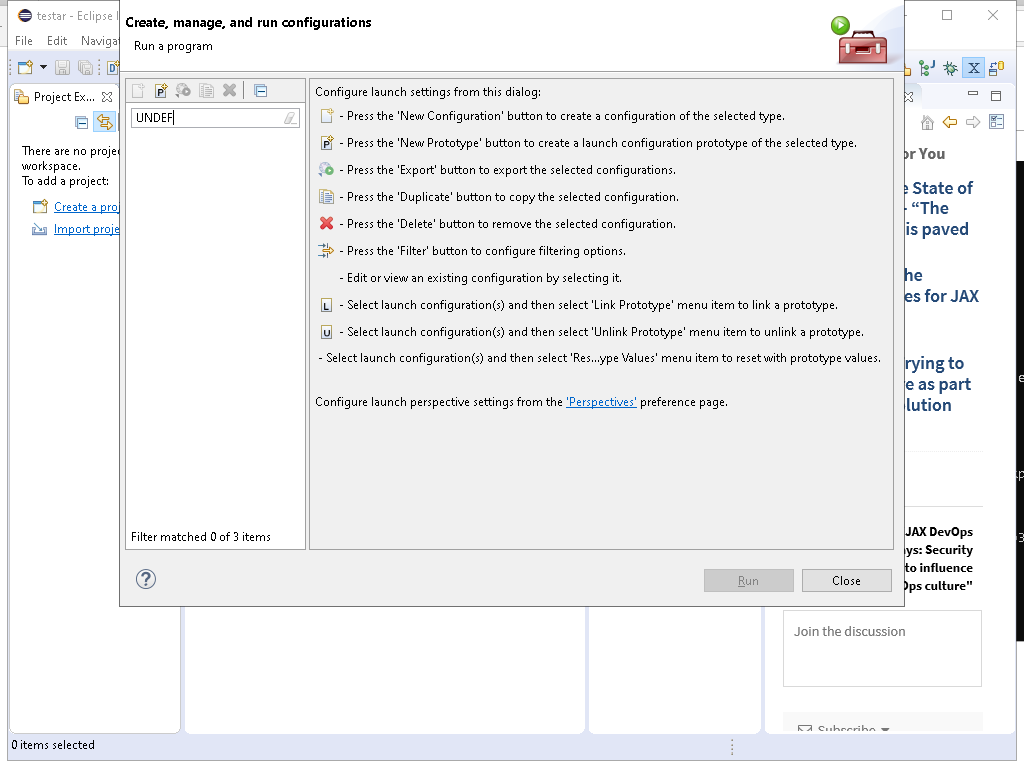 testar - Eclipse
File Edit Naviga
Create, manage, and run configurations
Run a program
Project Ex...
There are no proje
workspace.
To add a project:
Create a proj
Import proje
UNDEF
Filter matched 0 of 3 items
Configure launch settings from this dialog:
- Press the 'New Configuration' button to create a configuration of the selected type.
P
- Press the 'New Prototype' button to create a launch configuration prototype of the selected type.
- Press the 'Export' button to export the selected configurations.
- Press the 'Duplicate' button to copy the selected configuration.
- Press the 'Delete' button to remove the selected configuration.
- Press the 'Filter' button to configure filtering options.
- Edit or view an existing configuration by selecting it.
L - Select launch configuration(s) and then select 'Link Prototype' menu item to link a prototype.
U - Select launch configuration(s) and then select 'Unlink Prototype' menu item to unlink a prototype.
- Select launch configuration(s) and then select 'Res...ype Values' menu item to reset with prototype values.
Configure launch perspective settings from the 'Perspectives' preference page.
?
Run
Close
or You
e State of
- “The
is paved
he
es for JAX
rying to
e as part
lution
JAX DevOps
ys: Security
to influence
Ops culture"
Join the discussion
Subscribe
0 items selected